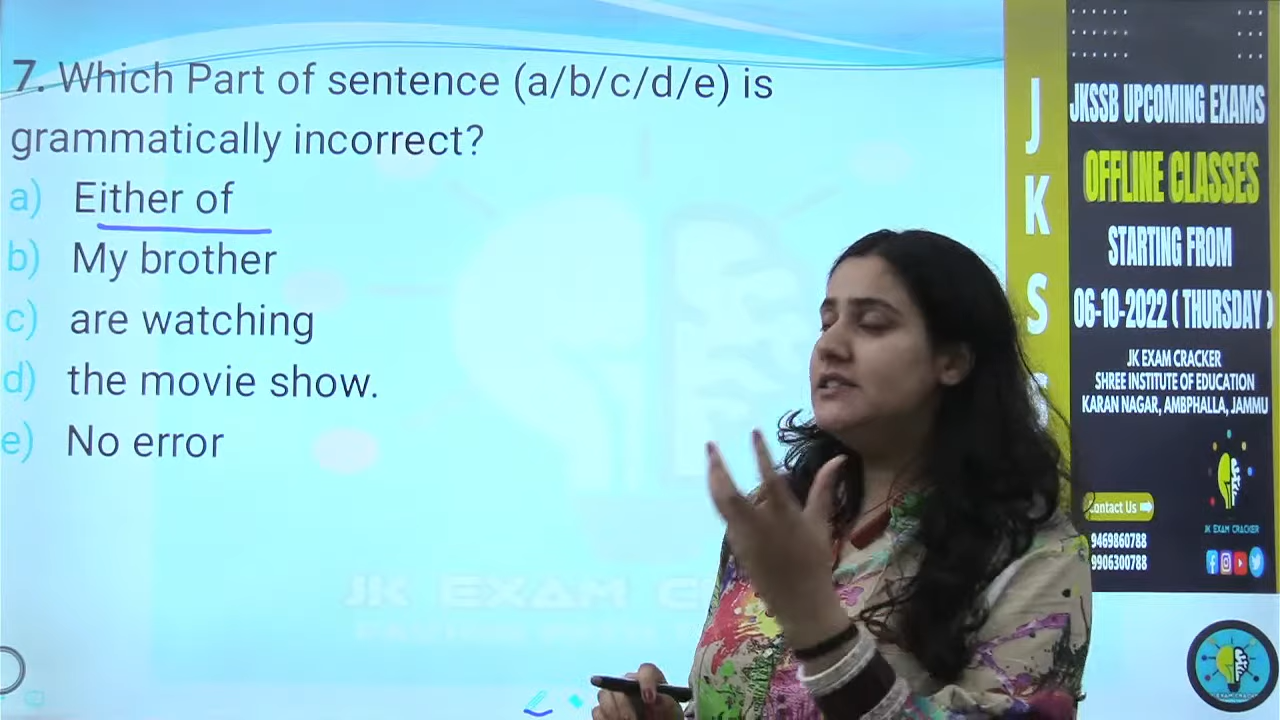 7. Which Part of sentence (a/b/c/d/e) is
grammatically incorrect?
a) Either of
b) My brother
c) are watching
d) the movie show.
e) No error
JK EXAM C
J
K
S
JKSSB UPCOMING EXAMS
OFFLINE CLASSES
STARTING FROM
06-10-2022 ( THURSDAY )
JK EXAM CRACKER
SHREE INSTITUTE OF EDUCATION
KARAN NAGAR, AMBPHALLA, JAMMU
Contact Us
9469860788
9906300788
JK EXAM CRACKER